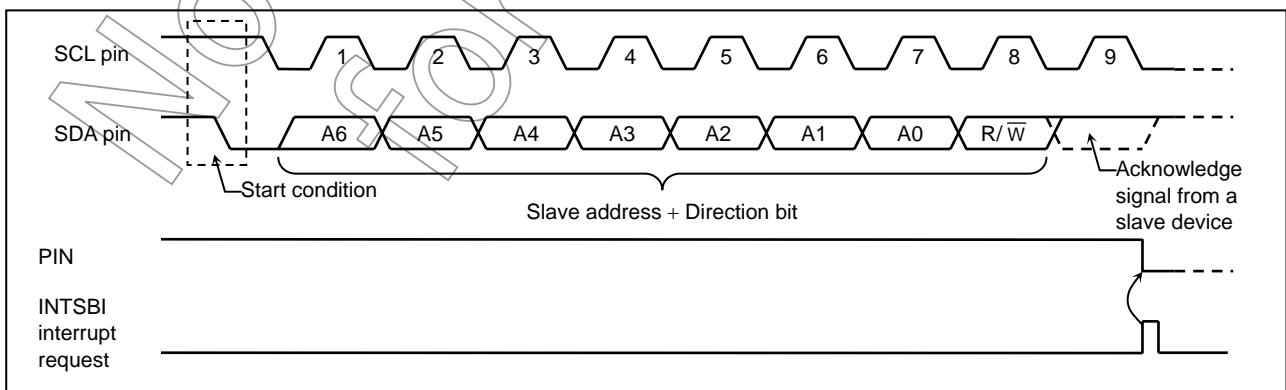 SCL pin
1 2 3 4 5 6 7 8 9
SDA pin
A6 A5 A4 A3 A2 A1 A0 R/W̅
Start condition
Slave address + Direction bit
Acknowledge
signal from a
slave device
PIN
INTSBI
interrupt
request